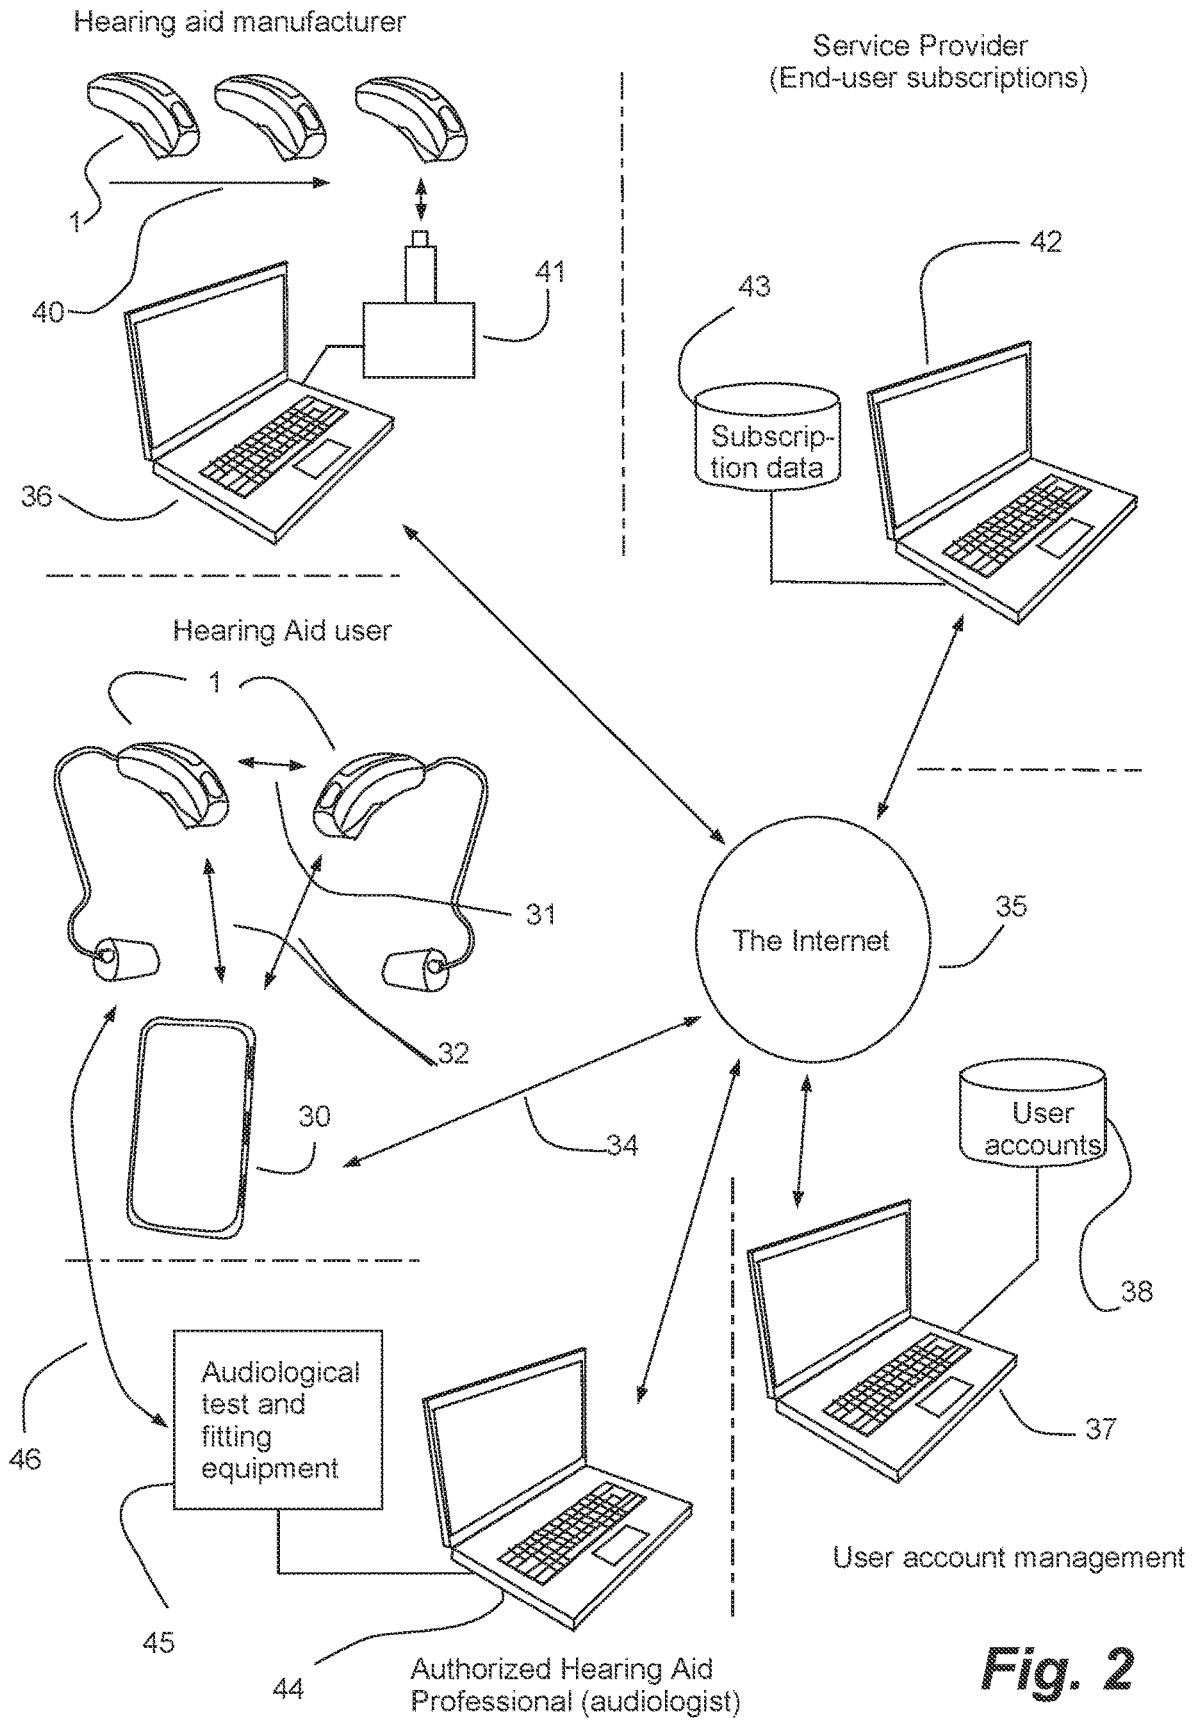 Hearing aid manufacturer
Service Provider
(End-user subscriptions)
1
40
41
42
43
Subscrip-
tion data
36
Hearing Aid user
1
31
35
The Internet
32
30
34
User
accounts
38
46
Audiological
test and
fitting
equipment
37
User account management
45
44
Authorized Hearing Aid
Professional (audiologist)
Fig. 2